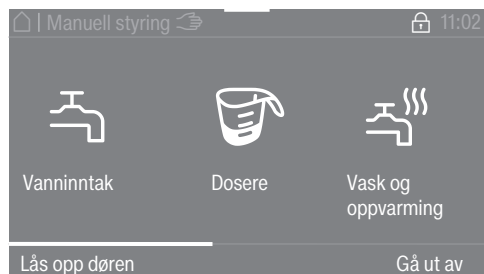 | Manuell styring 11:02
Vanninntak Dosere Vask og
oppvarming
Lås opp døren Gå ut av